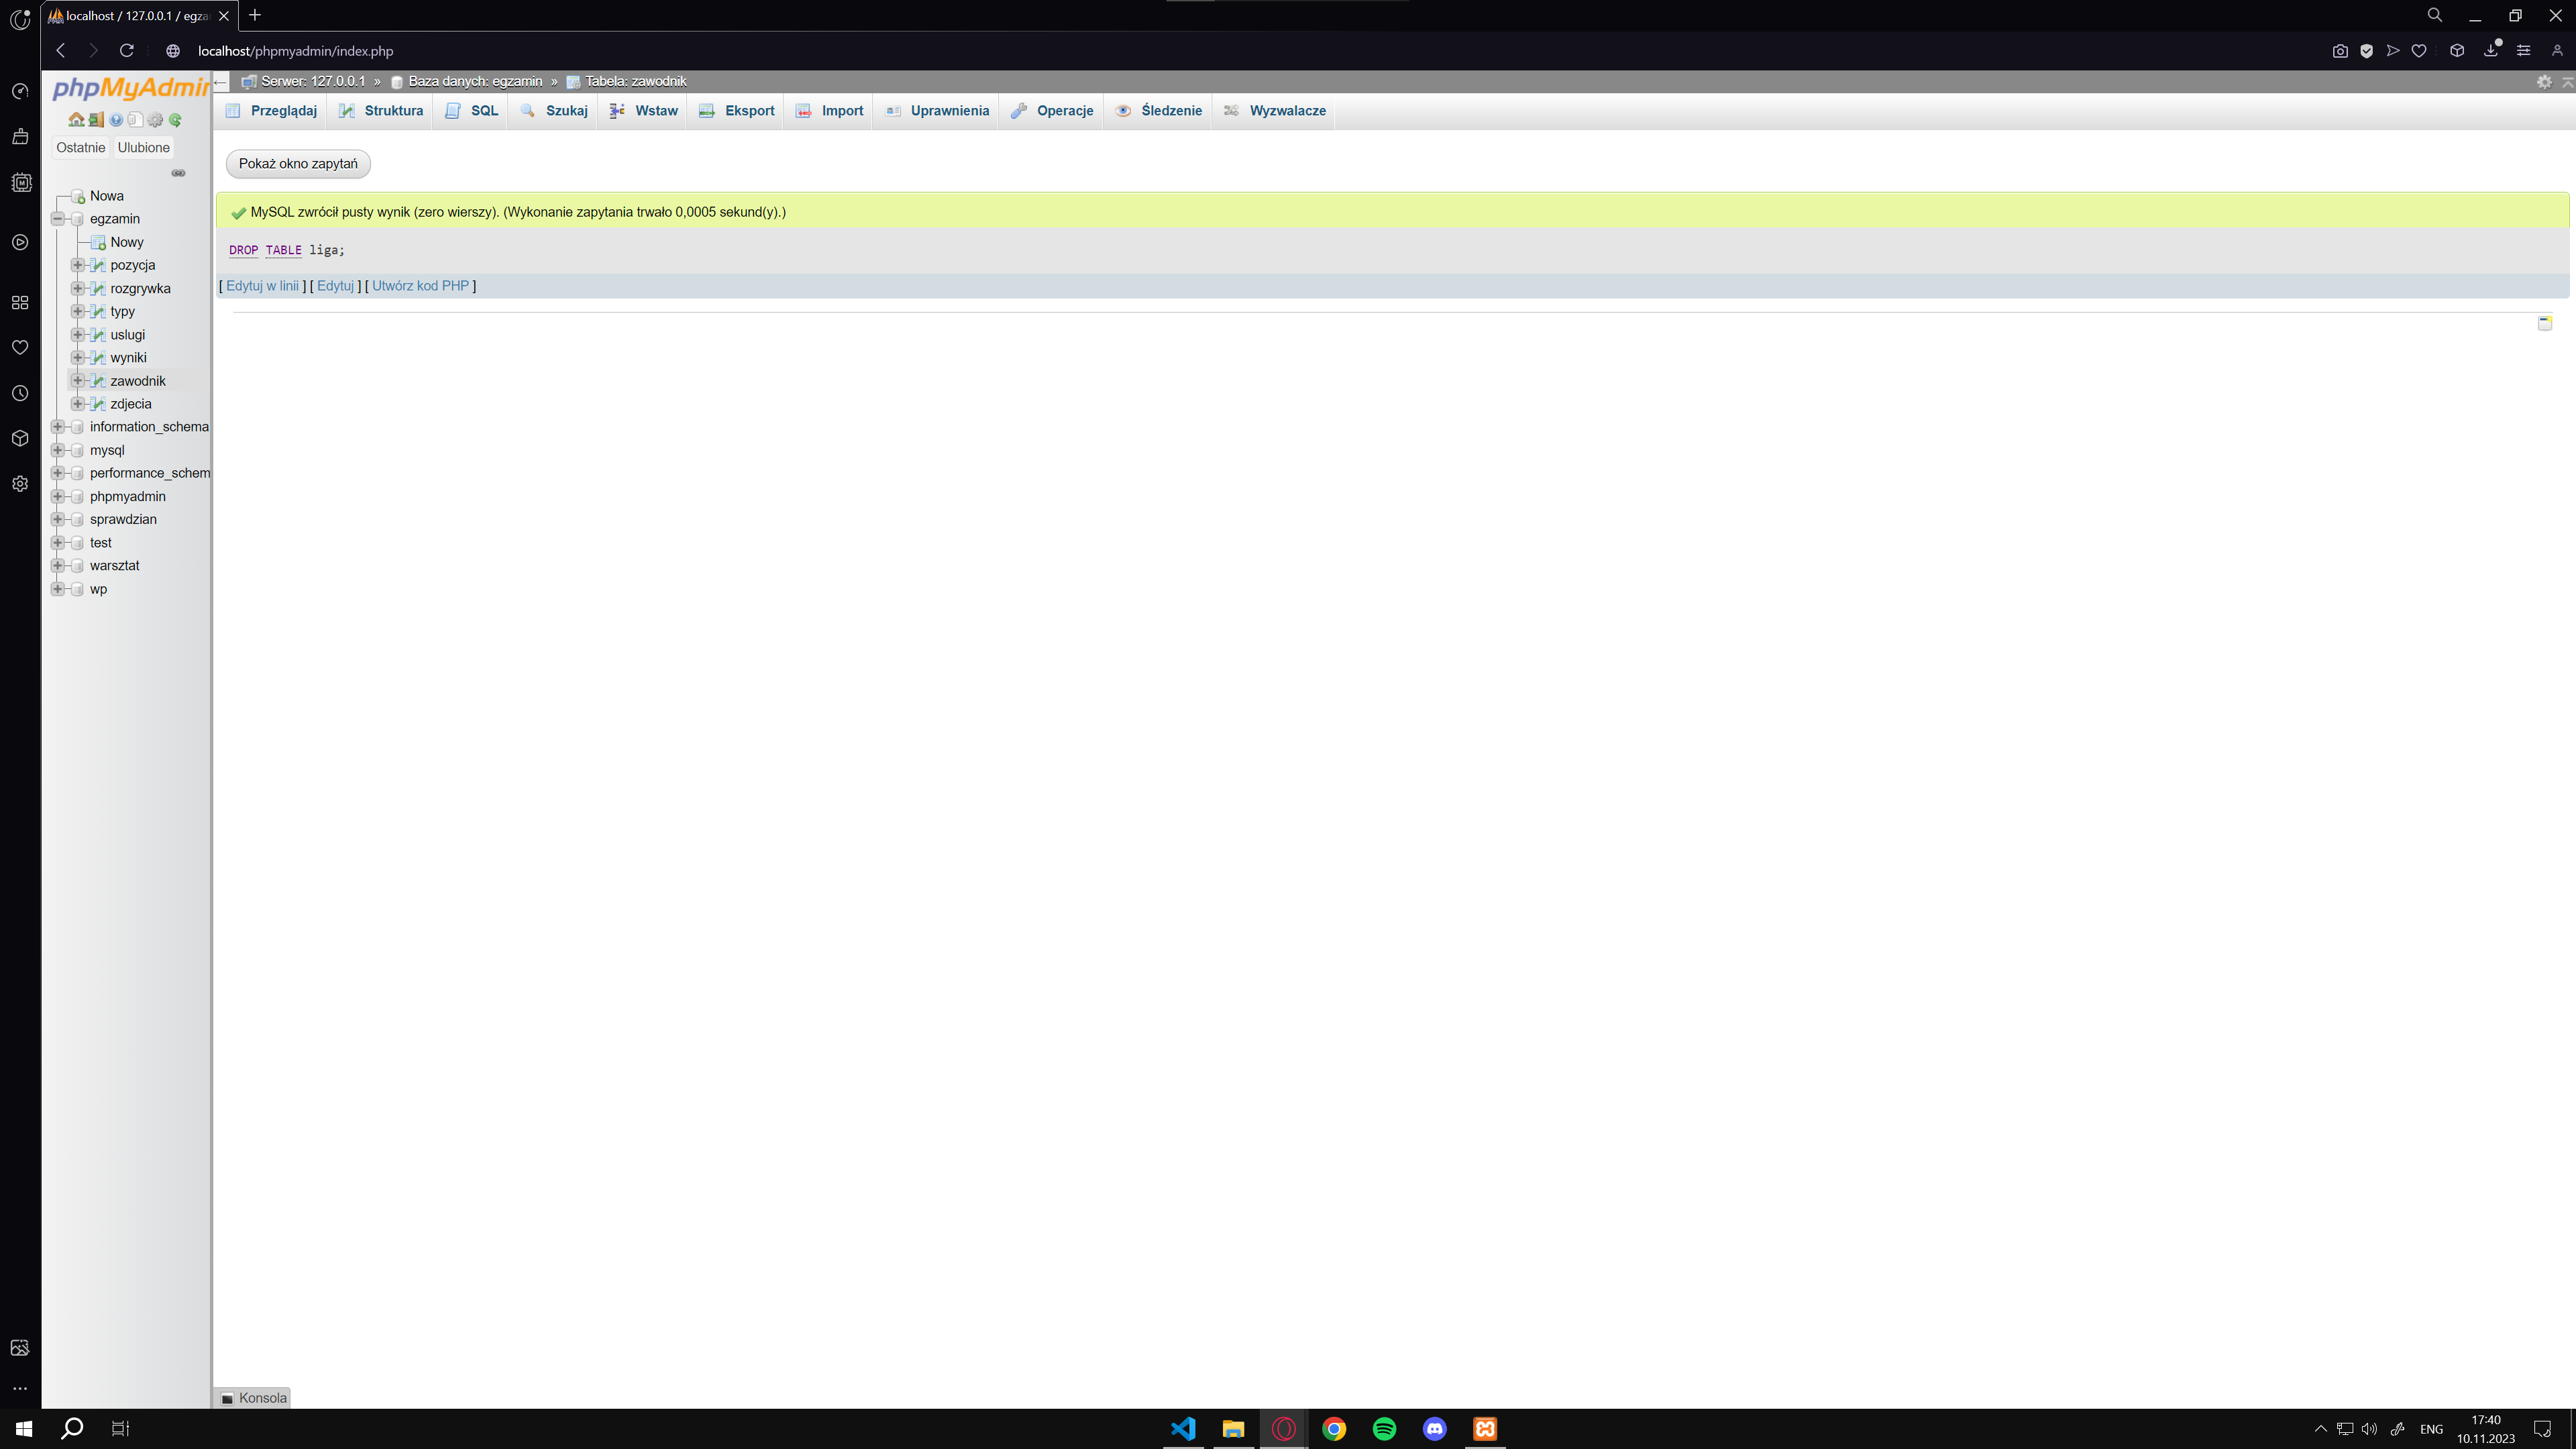 localhost / 127.0.0.1 / egza
localhost/phpmyadmin/index.php
phpMyAdmin
Serwer: 127.0.0.1 » Baza danych: egzamin » Tabela: zawodnik
Przeglądaj Struktura SQL Szukaj Wstaw Eksport Import Uprawnienia Operacje Śledzenie Wyzwalacze
Ostatnie Ulubione
Nowa
egzamin
Nowy
pozycja
rozgrywka
typy
uslugi
wyniki
zawodnik
zdjecia
information_schema
mysql
performance_schem
phpmyadmin
sprawdzian
test
warsztat
wp
Pokaż okno zapytań
MySQL zwrócił pusty wynik (zero wierszy). (Wykonanie zapytania trwało 0,0005 sekund(y).)
DROP TABLE liga;
[ Edytuj w linii ] [ Edytuj ] [ Utwórz kod PHP ]
Konsola
ENG
17:40
10.11.2023